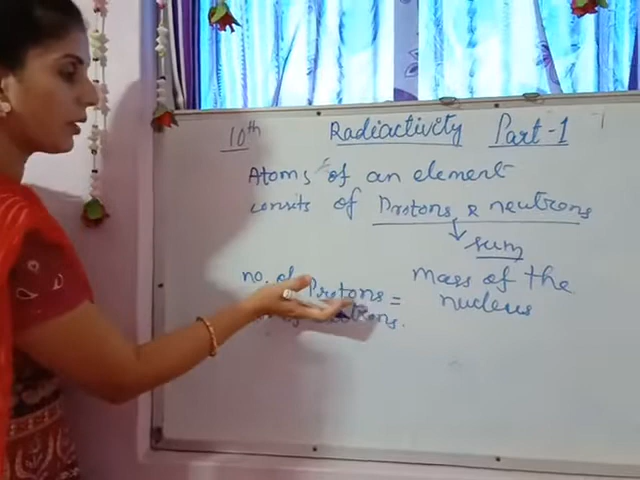 10th
Radiactivity Part-1
Atoms of an element
consits of Protons & neutrons
sum
no. of Protons = Mass of the
nucleus